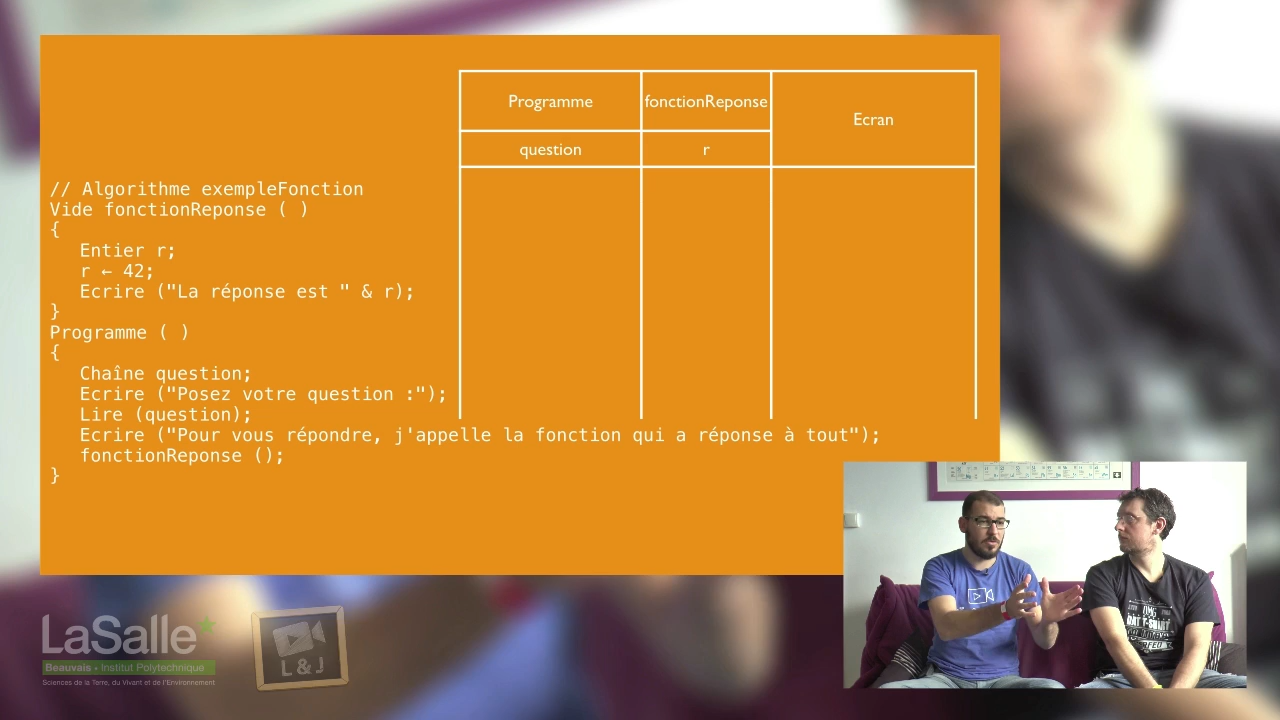 Programme
fonctionReponse
Ecran
question
r
// Algorithme exempleFonction
Vide fonctionReponse ( )
{
Entier r;
r ← 42;
Ecrire ("La réponse est " & r);
}
Programme ( )
{
Chaîne question;
Ecrire ("Posez votre question :");
Lire (question);
Ecrire ("Pour vous répondre, j'appelle la fonction qui a réponse à tout");
fonctionReponse ();
}
LaSalle
Beauvais • Institut Polytechnique
Sciences de la Terre, du Vivant et de l'Environnement
L & J
OMG